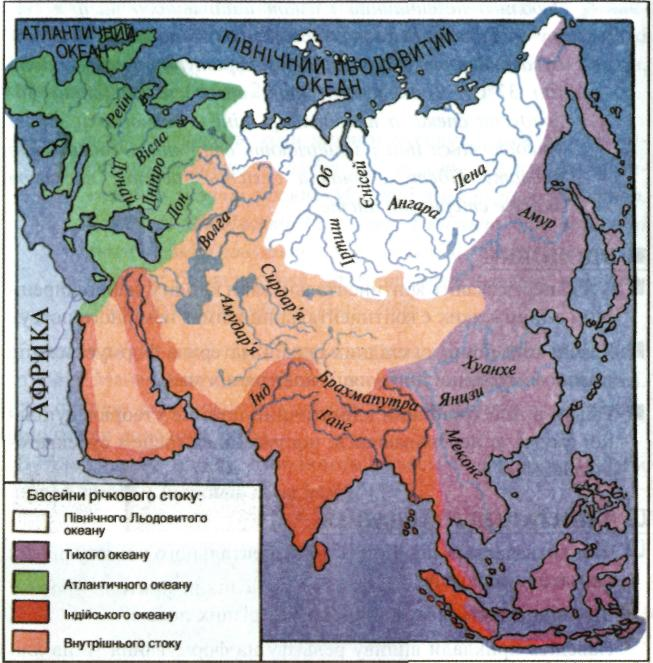 АТЛАНТИЧНИЙ
ОКЕАН
ПІВНІЧНИЙ ЛЬОДОВИТИЙ
ОКЕАН
Рейн
Вісла
Дунай
Дніпро
Дон
Волга
Об
Іртиш
Єнісей
Ангара
Лена
Амур
Сирдар'я
Амудар'я
Інд
Ганг
Брахмапутра
Хуанхе
Янцзи
Меконг
АФРИКА
Басейни річкового стоку:
Північного Льодовитого
океану
Тихого океану
Атлантичного океану
Індійського океану
Внутрішнього стоку